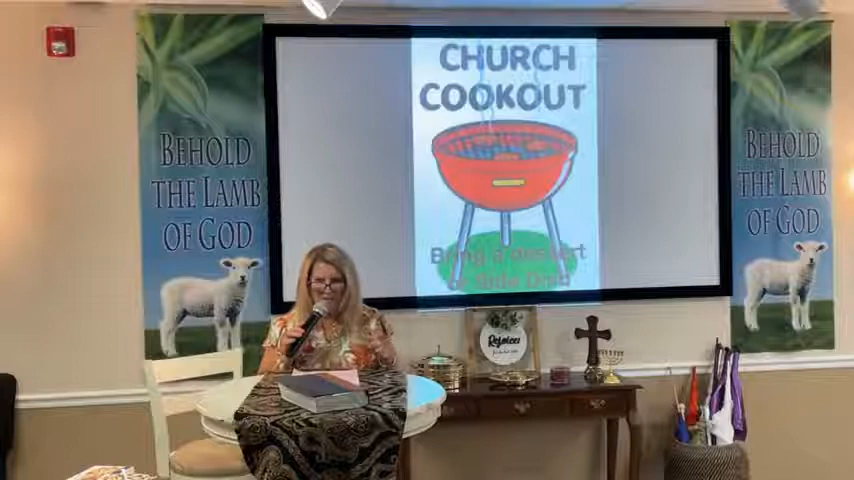 BEHOLD
THE LAMB
OF GOD
CHURCH
COOKOUT
Bring a dessert
or Side Dish
Rejoice
BEHOLD
THE LAMB
OF GOD